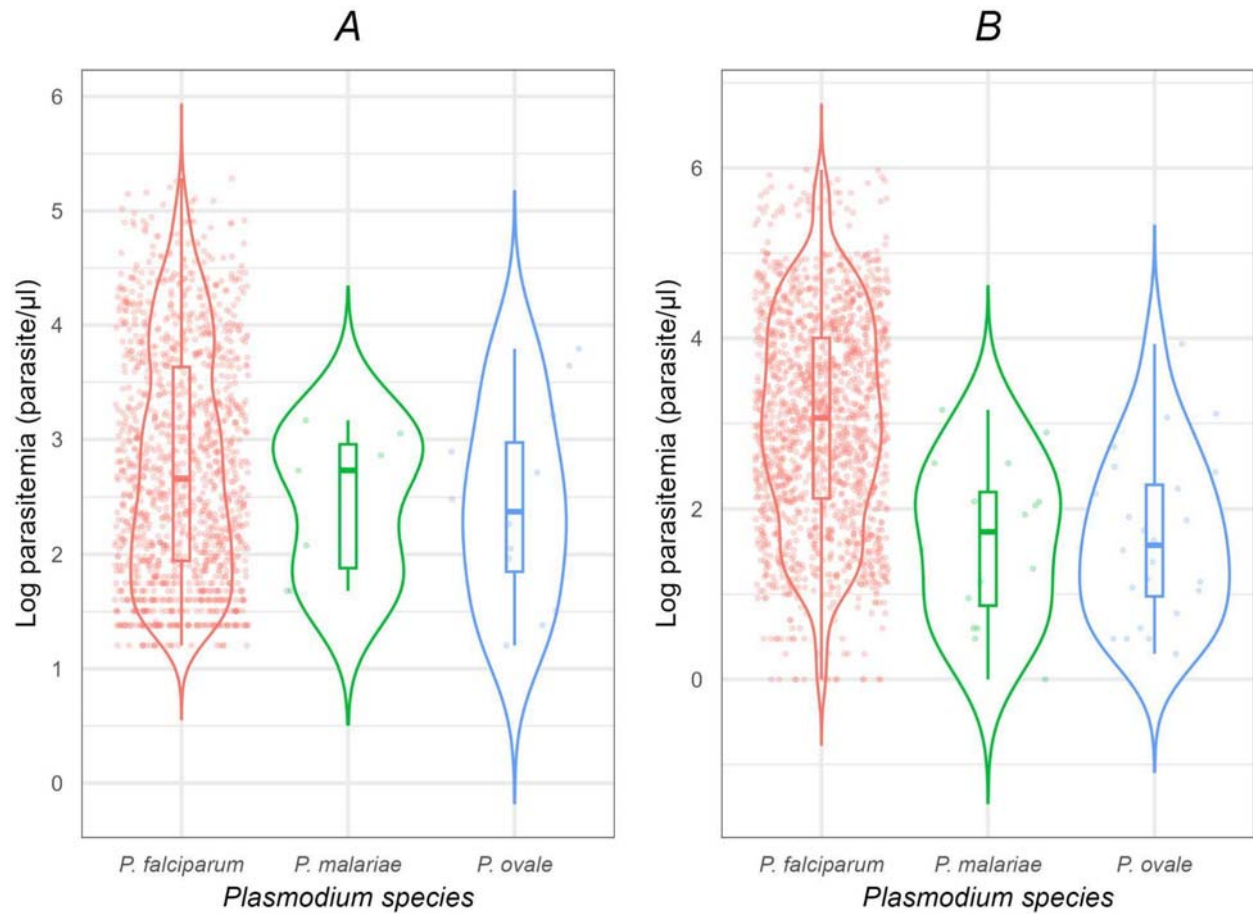 A
B
Log parasitemia (parasite/µl)
6
5
4
3
2
1
0
P. falciparum
P. malariae
P. ovale
Plasmodium species
Log parasitemia (parasite/µl)
6
4
2
0
P. falciparum
P. malariae
P. ovale
Plasmodium species